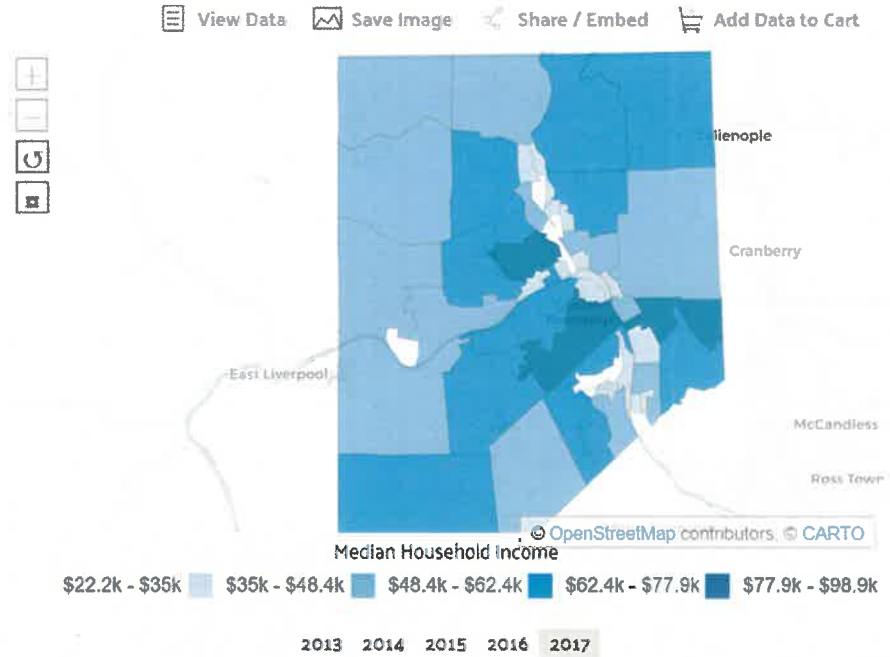 View Data Save Image Share / Embed Add Data to Cart
Cranberry
East Liverpool
McCandless
© OpenStreetMap contributors, © CARTO
Median Household Income
$22.2k - $35k $35k - $48.4k $48.4k - $62.4k $62.4k - $77.9k $77.9k - $98.9k
2013 2014 2015 2016 2017